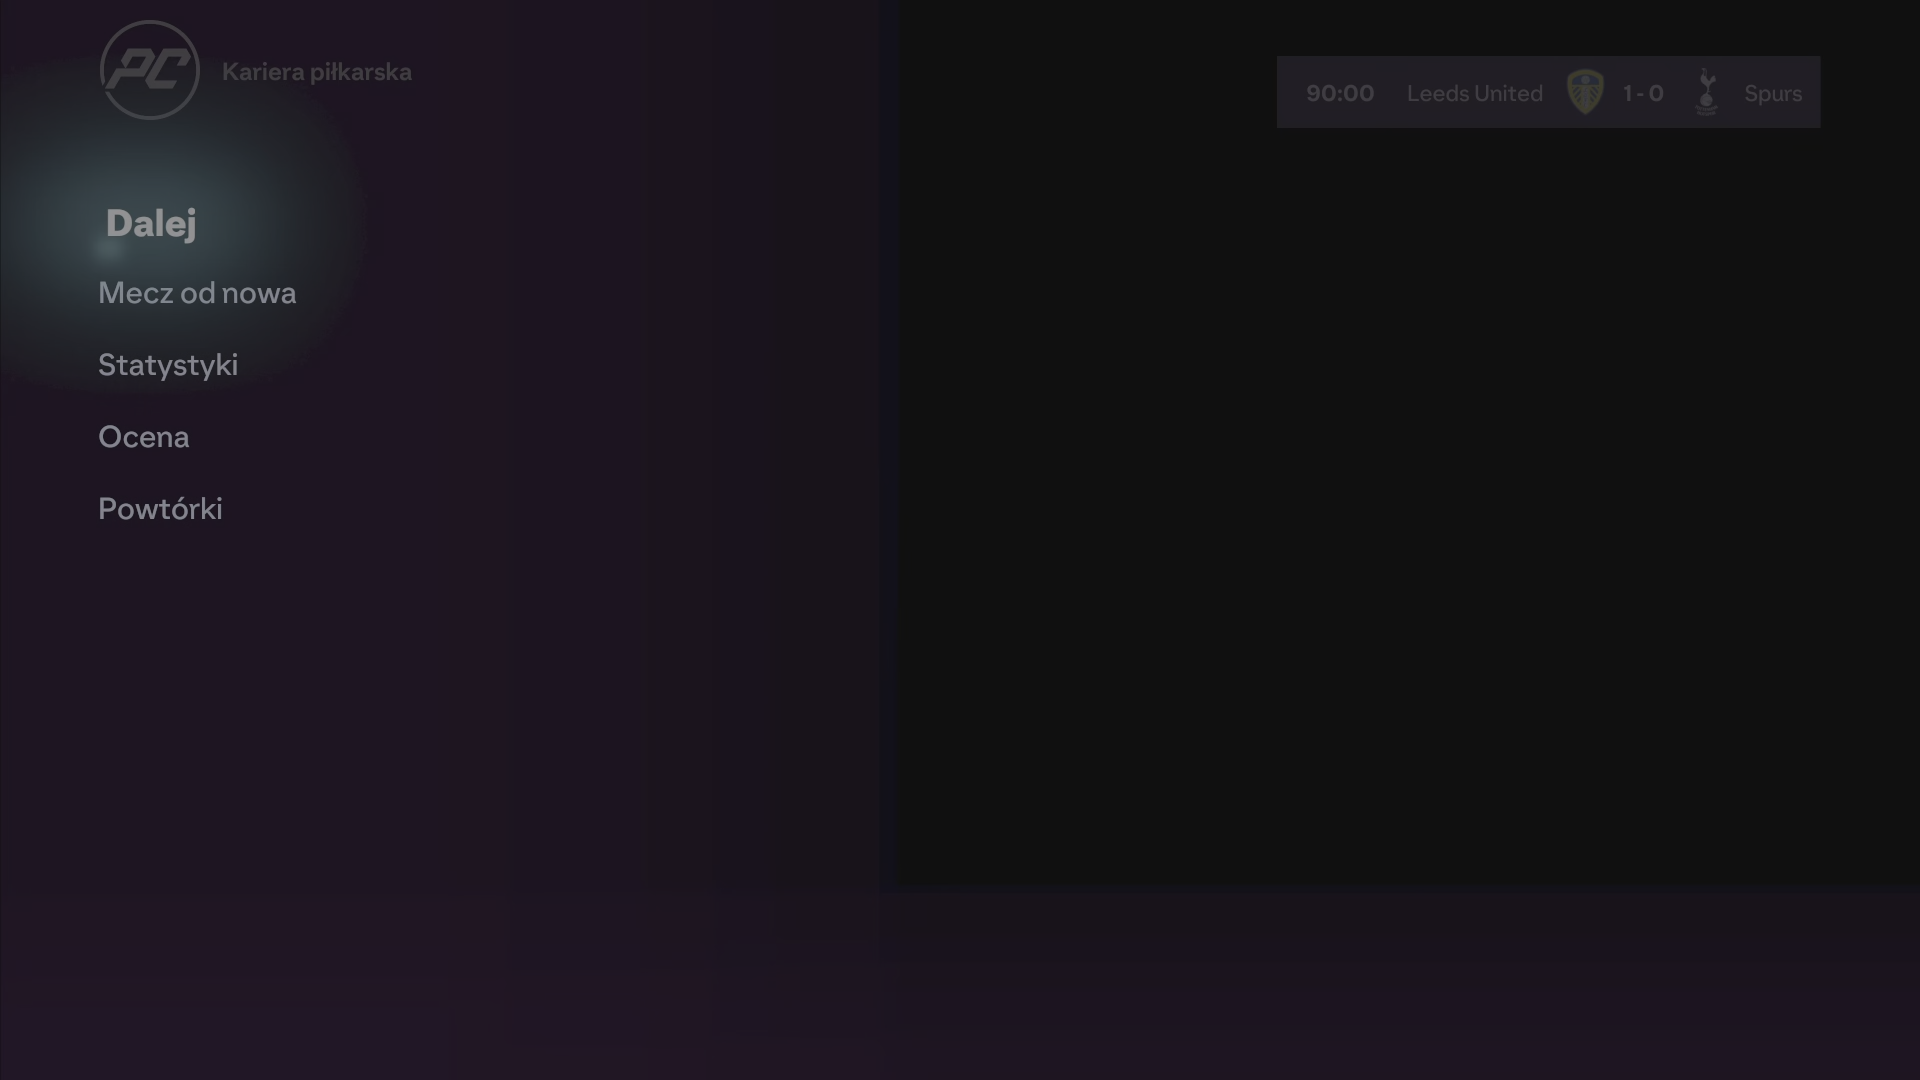 PC Kariera piłkarska
90:00 Leeds United 1 - 0 Spurs
Dalej
Mecz od nowa
Statystyki
Ocena
Powtórki